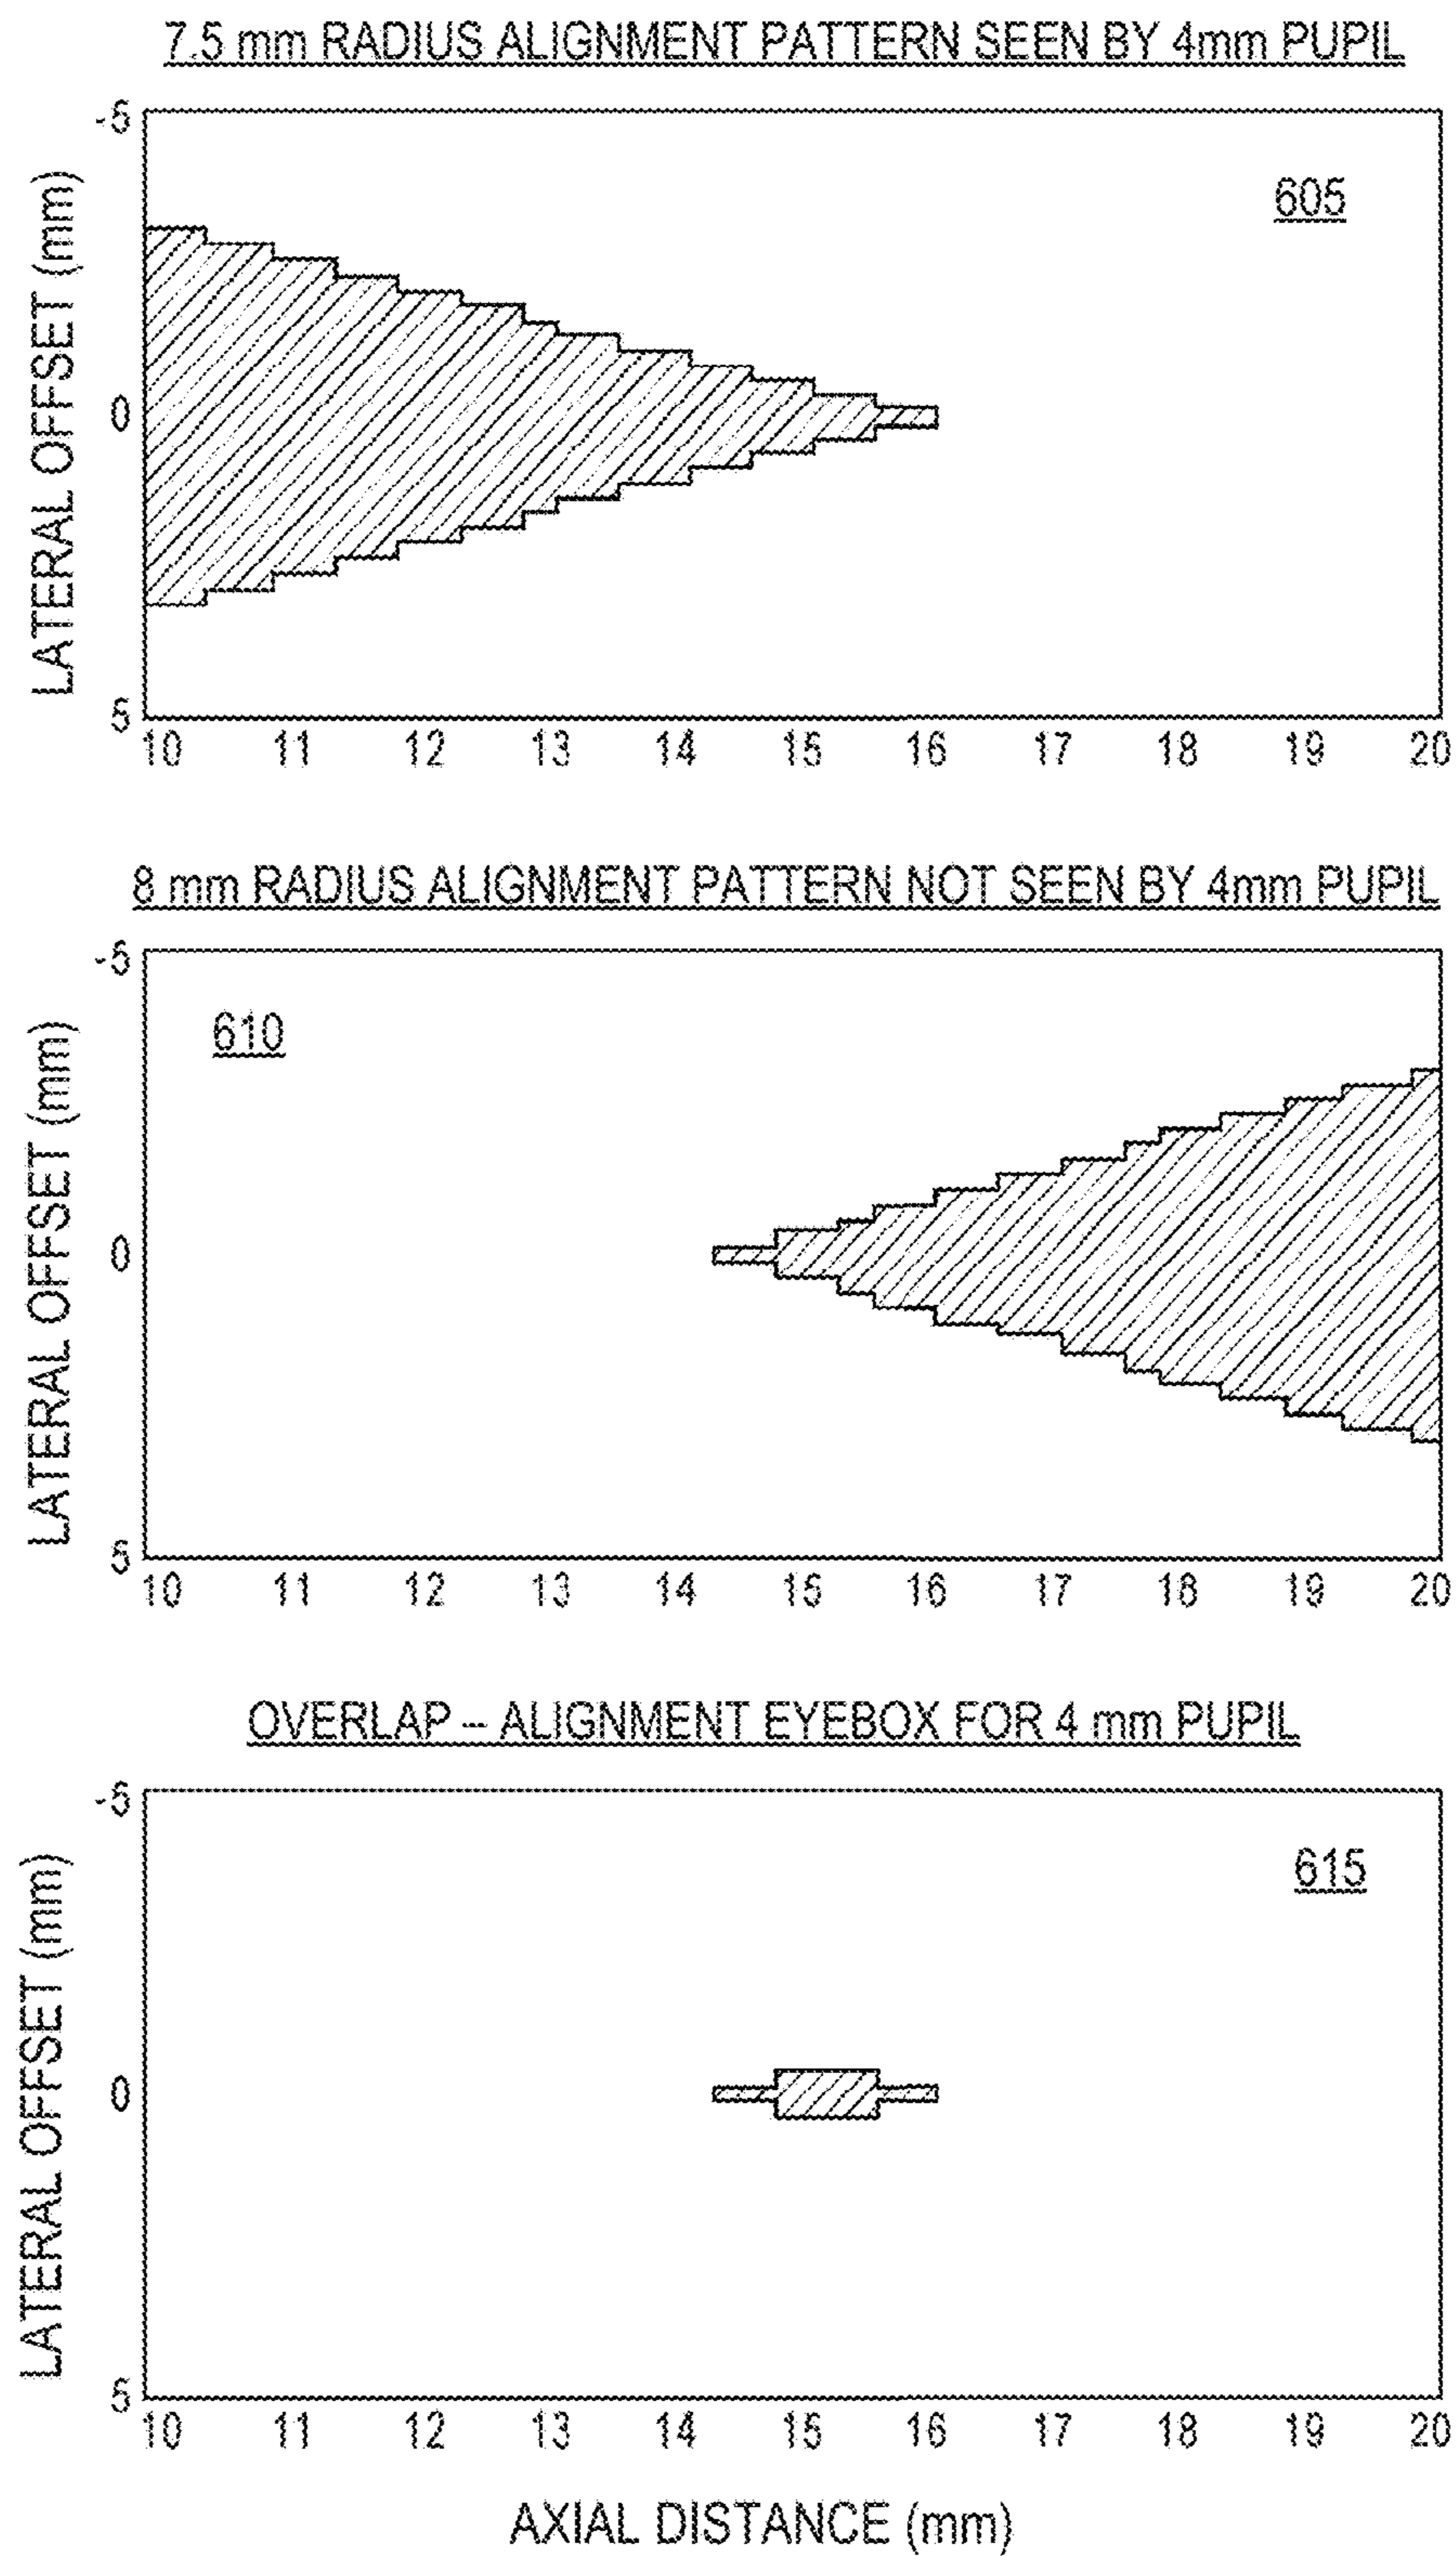 7.5 mm RADIUS ALIGNMENT PATTERN SEEN BY 4mm PUPIL
-5
605
LATERAL OFFSET (mm)
0
5
10 11 12 13 14 15 16 17 18 19 20
8 mm RADIUS ALIGNMENT PATTERN NOT SEEN BY 4mm PUPIL
-5
610
LATERAL OFFSET (mm)
0
5
10 11 12 13 14 15 16 17 18 19 20
OVERLAP – ALIGNMENT EYEBOX FOR 4 mm PUPIL
-5
615
LATERAL OFFSET (mm)
0
5
10 11 12 13 14 15 16 17 18 19 20
AXIAL DISTANCE (mm)